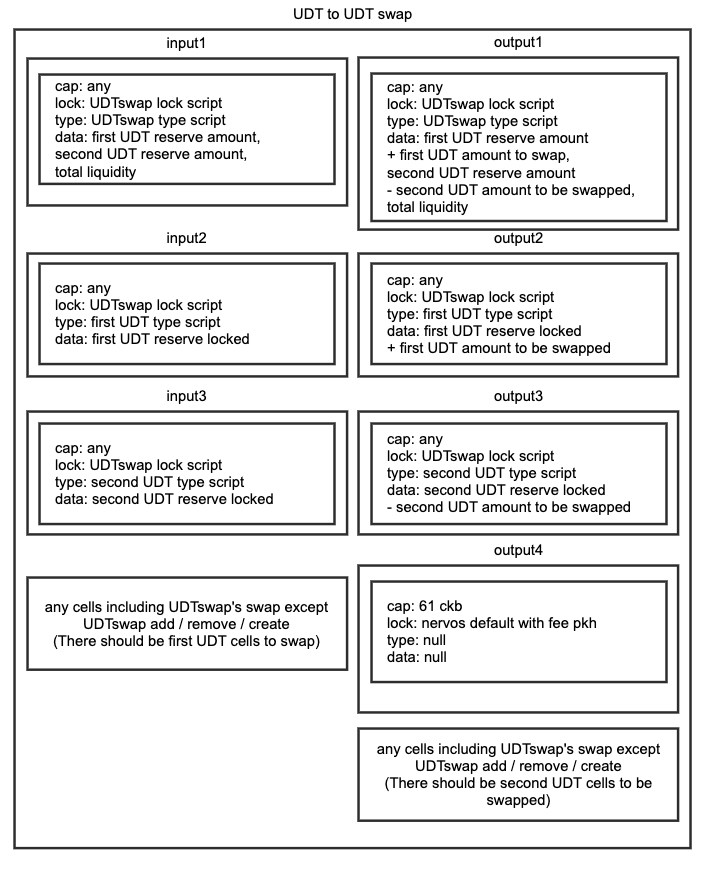 UDT to UDT swap
input1
cap: any
lock: UDTswap lock script
type: UDTswap type script
data: first UDT reserve amount,
second UDT reserve amount,
total liquidity
output1
cap: any
lock: UDTswap lock script
type: UDTswap type script
data: first UDT reserve amount
+ first UDT amount to swap,
second UDT reserve amount
- second UDT amount to be swapped,
total liquidity
input2
cap: any
lock: UDTswap lock script
type: first UDT type script
data: first UDT reserve locked
output2
cap: any
lock: UDTswap lock script
type: first UDT type script
data: first UDT reserve locked
+ first UDT amount to be swapped
input3
cap: any
lock: UDTswap lock script
type: second UDT type script
data: second UDT reserve locked
output3
cap: any
lock: UDTswap lock script
type: second UDT type script
data: second UDT reserve locked
- second UDT amount to be swapped
any cells including UDTswap's swap except
UDTswap add / remove / create
(There should be first UDT cells to swap)
output4
cap: 61 ckb
lock: nervos default with fee pkh
type: null
data: null
any cells including UDTswap's swap except
UDTswap add / remove / create
(There should be second UDT cells to be
swapped)